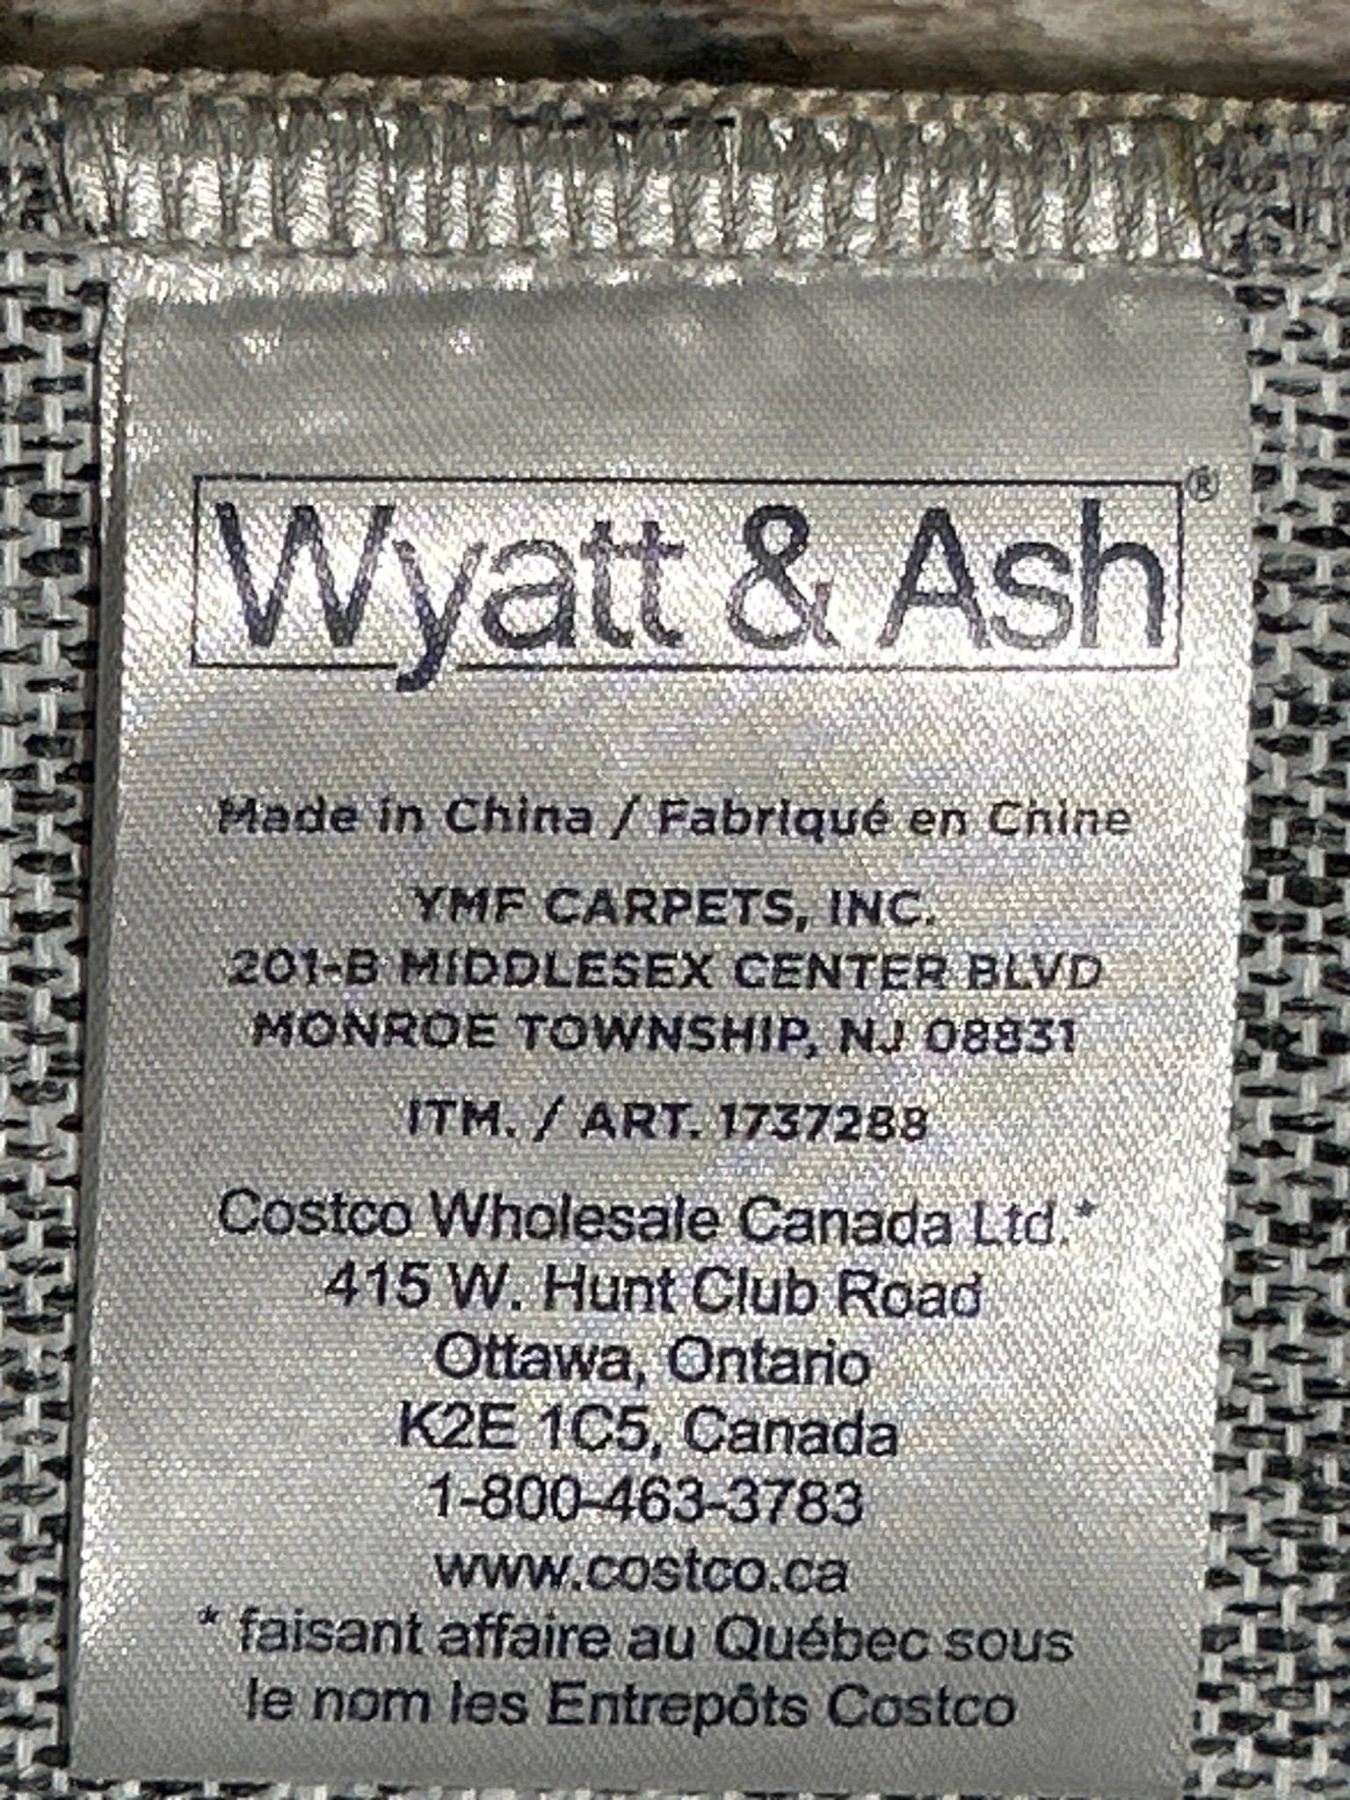 Wyatt & Ash®
Made in China / Fabriqué en Chine
YMF CARPETS, INC.
201-B MIDDLESEX CENTER BLVD
MONROE TOWNSHIP, NJ 08831
ITM. / ART. 1737288
Costco Wholesale Canada Ltd.*
415 W. Hunt Club Road
Ottawa, Ontario
K2E 1C5, Canada
1-800-463-3783
www.costco.ca
* faisant affaire au Québec sous
le nom les Entrepôts Costco